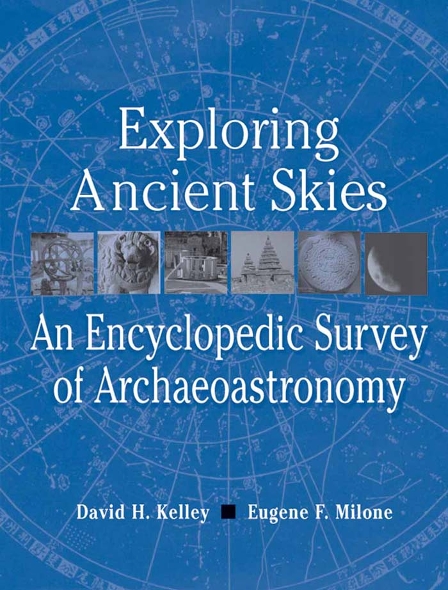 Exploring
Ancient Skies
An Encyclopedic Survey
of Archaeoastronomy
David H. Kelley ■ Eugene F. Milone